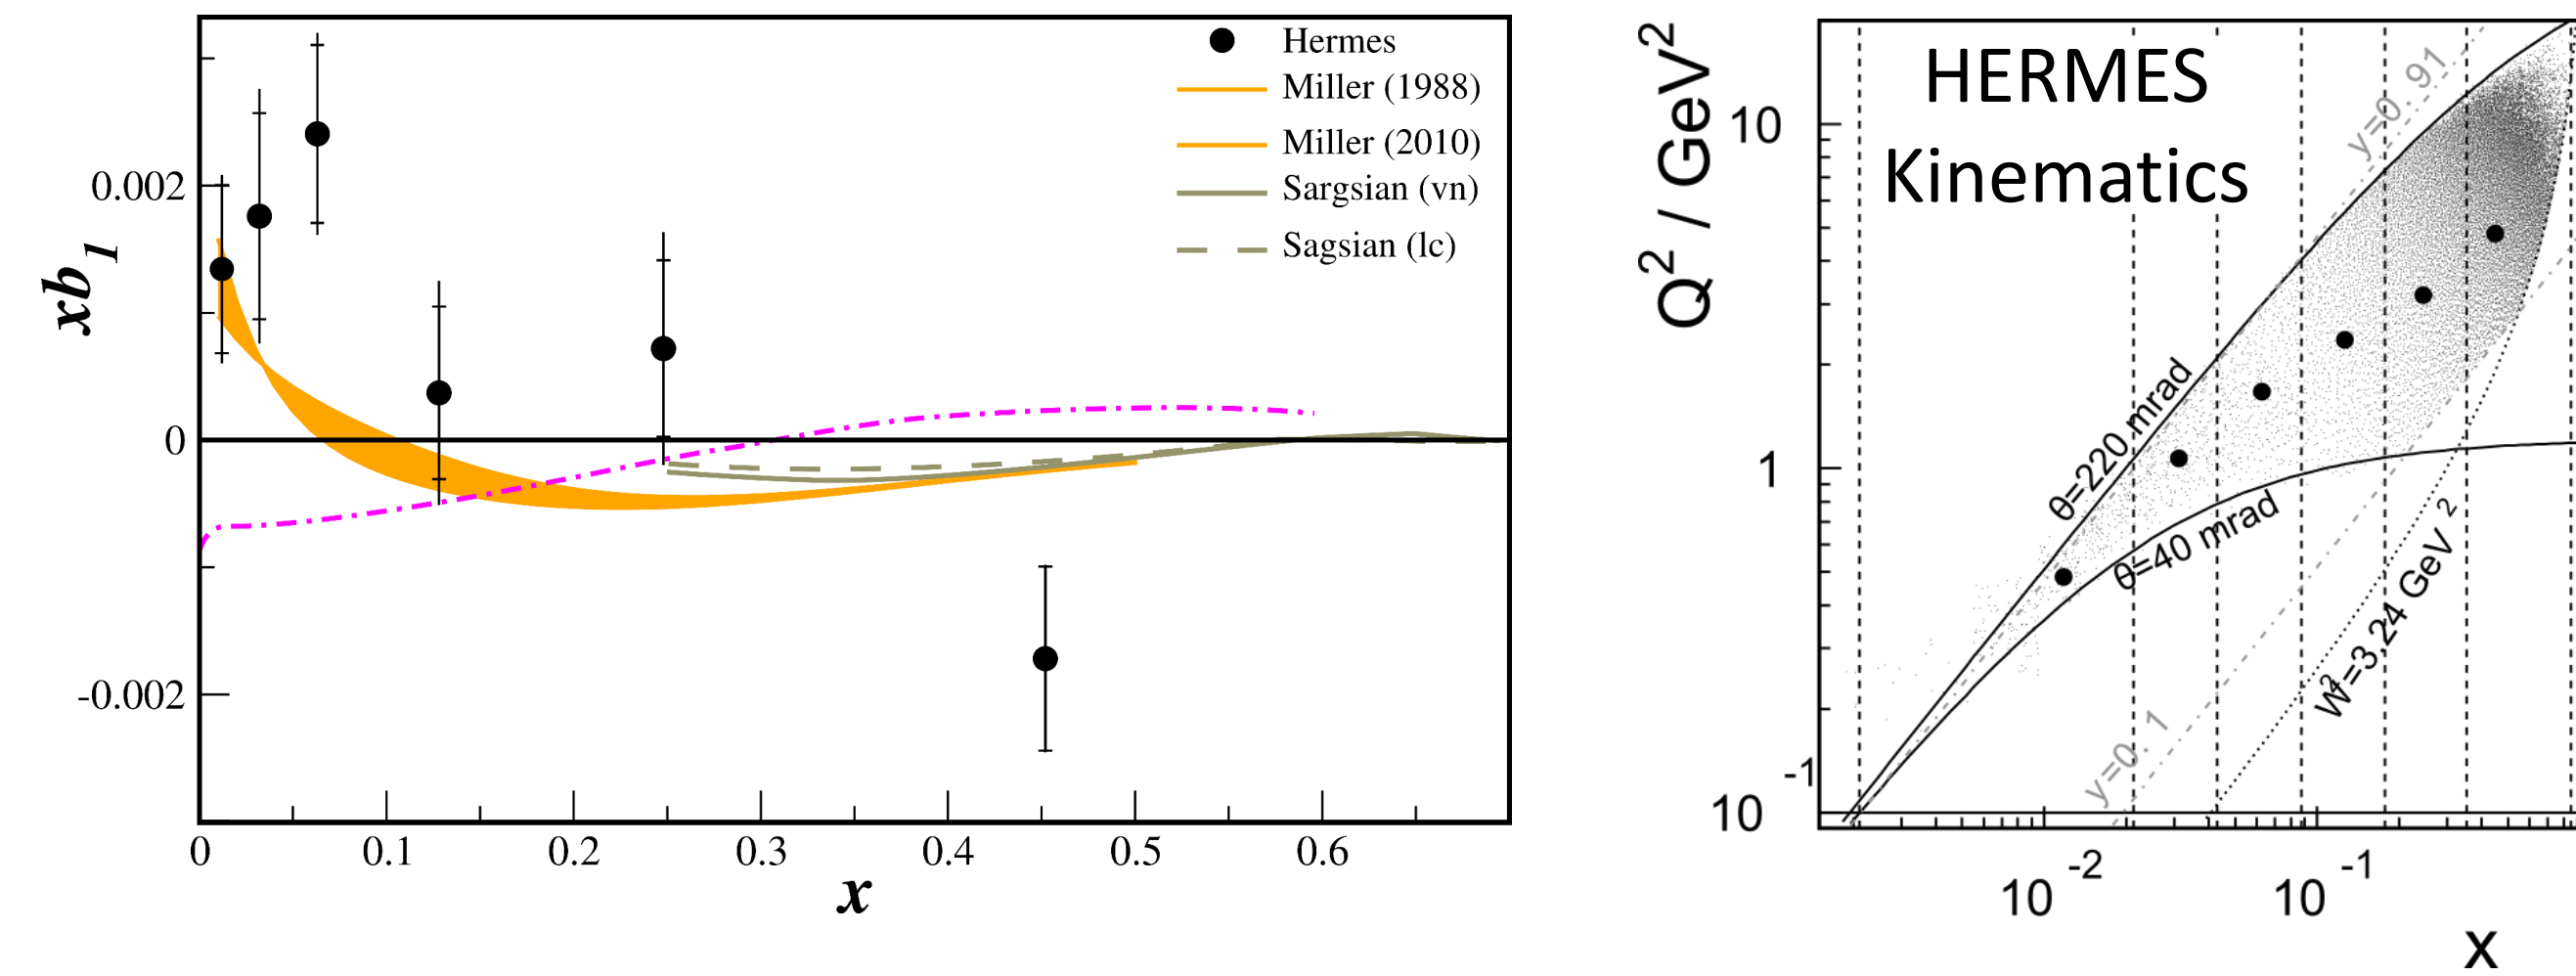 Hermes
Miller (1988)
Miller (2010)
Sargsian (vn)
Sagsian (lc)
xb1
0.002
0
-0.002
0
0.1
0.2
0.3
0.4
0.5
0.6
x
HERMES
Kinematics
Q2 / GeV2
10
1
10-1
y=0.91
θ=220 mrad
θ=40 mrad
W2=3,24 GeV2
y=0.1
10-2
10-1
x